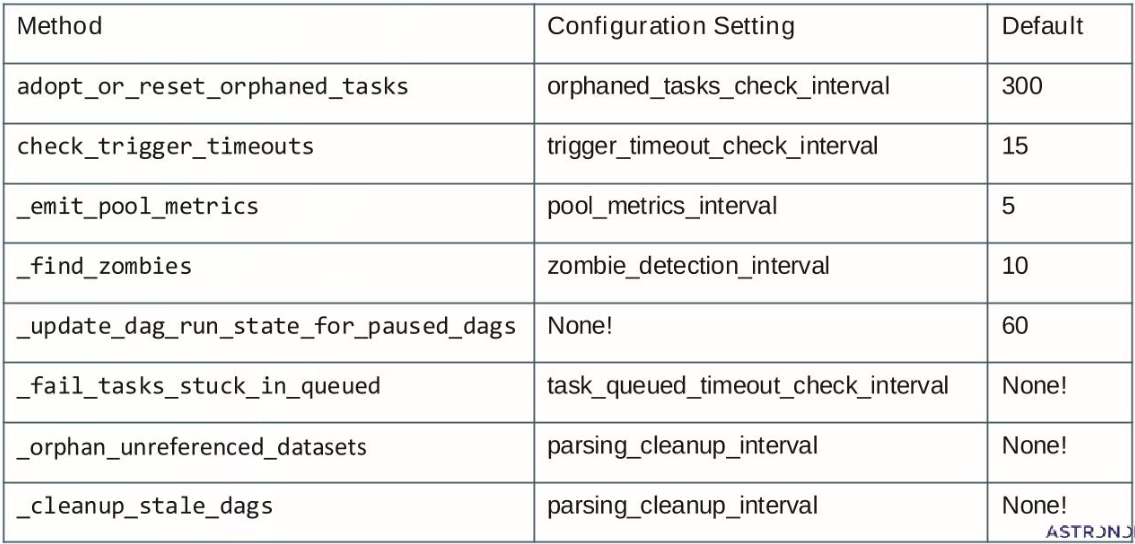 Method Configuration Setting Default
adopt_or_reset_orphaned_tasks orphaned_tasks_check_interval 300
check_trigger_timeouts trigger_timeout_check_interval 15
_emit_pool_metrics pool_metrics_interval 5
_find_zombies zombie_detection_interval 10
_update_dag_run_state_for_paused_dags None! 60
_fail_tasks_stuck_in_queued task_queued_timeout_check_interval None!
_orphan_unreferenced_datasets parsing_cleanup_interval None!
_cleanup_stale_dags parsing_cleanup_interval None!